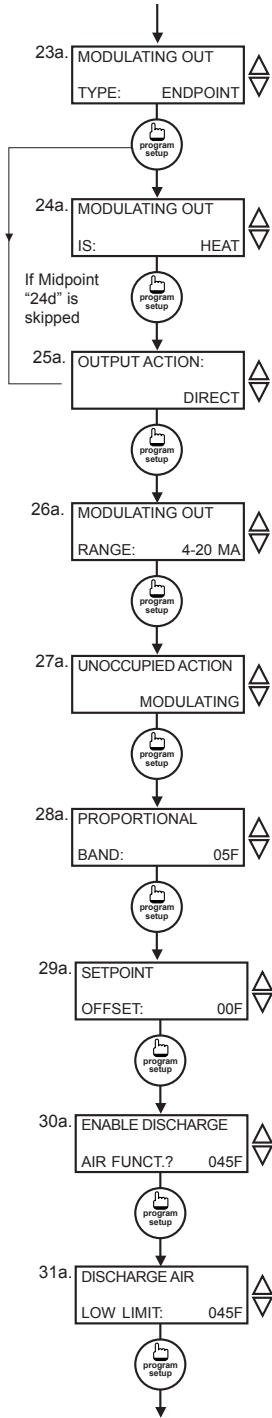 23a.
MODULATING OUT
TYPE: ENDPOINT
program
setup
24a.
MODULATING OUT
IS: HEAT
If Midpoint
“24d” is
skipped
program
setup
25a.
OUTPUT ACTION:
DIRECT
program
setup
26a.
MODULATING OUT
RANGE: 4-20 MA
program
setup
27a.
UNOCCUPIED ACTION
MODULATING
program
setup
28a.
PROPORTIONAL
BAND: 05F
program
setup
29a.
SETPOINT
OFFSET: 00F
program
setup
30a.
ENABLE DISCHARGE
AIR FUNCT.? 045F
program
setup
31a.
DISCHARGE AIR
LOW LIMIT: 045F
program
setup